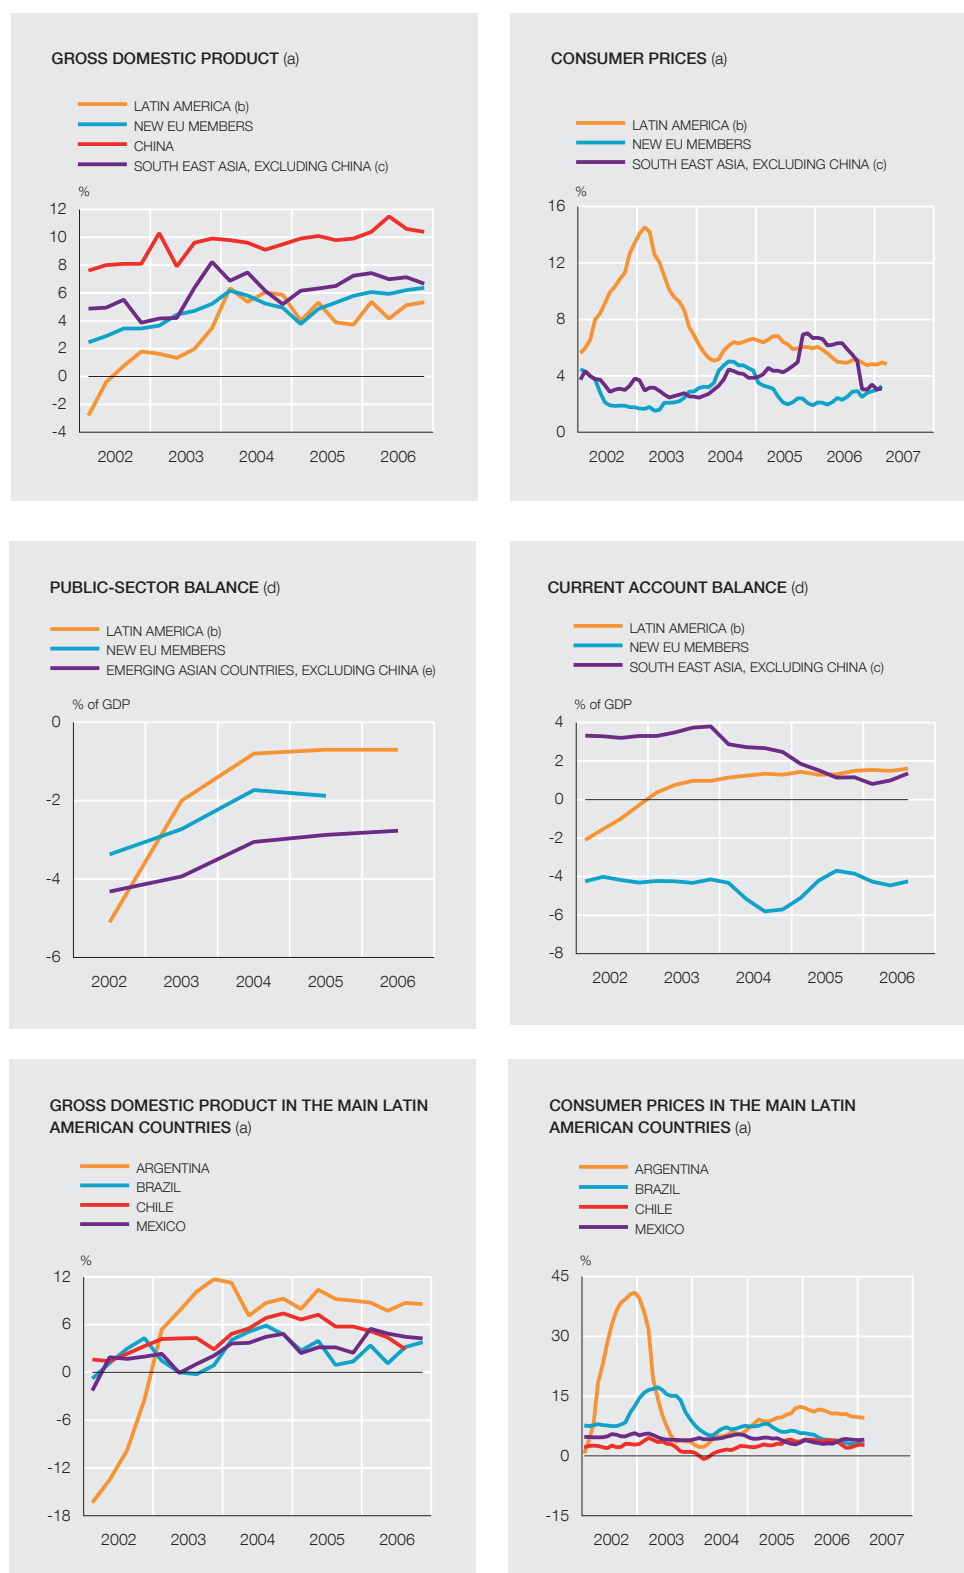 GROSS DOMESTIC PRODUCT (a)
LATIN AMERICA (b)
NEW EU MEMBERS
CHINA
SOUTH EAST ASIA, EXCLUDING CHINA (c)
%
12
10
8
6
4
2
0
-2
-4
2002 2003 2004 2005 2006
CONSUMER PRICES (a)
LATIN AMERICA (b)
NEW EU MEMBERS
SOUTH EAST ASIA, EXCLUDING CHINA (c)
%
16
12
8
4
0
2002 2003 2004 2005 2006 2007
PUBLIC-SECTOR BALANCE (d)
LATIN AMERICA (b)
NEW EU MEMBERS
EMERGING ASIAN COUNTRIES, EXCLUDING CHINA (e)
% of GDP
0
-2
-4
-6
2002 2003 2004 2005 2006
CURRENT ACCOUNT BALANCE (d)
LATIN AMERICA (b)
NEW EU MEMBERS
SOUTH EAST ASIA, EXCLUDING CHINA (c)
% of GDP
4
2
0
-2
-4
-6
-8
2002 2003 2004 2005 2006
GROSS DOMESTIC PRODUCT IN THE MAIN LATIN
AMERICAN COUNTRIES (a)
ARGENTINA
BRAZIL
CHILE
MEXICO
%
12
6
0
-6
-12
-18
2002 2003 2004 2005 2006
CONSUMER PRICES IN THE MAIN LATIN
AMERICAN COUNTRIES (a)
ARGENTINA
BRAZIL
CHILE
MEXICO
%
45
30
15
0
-15
2002 2003 2004 2005 2006 2007